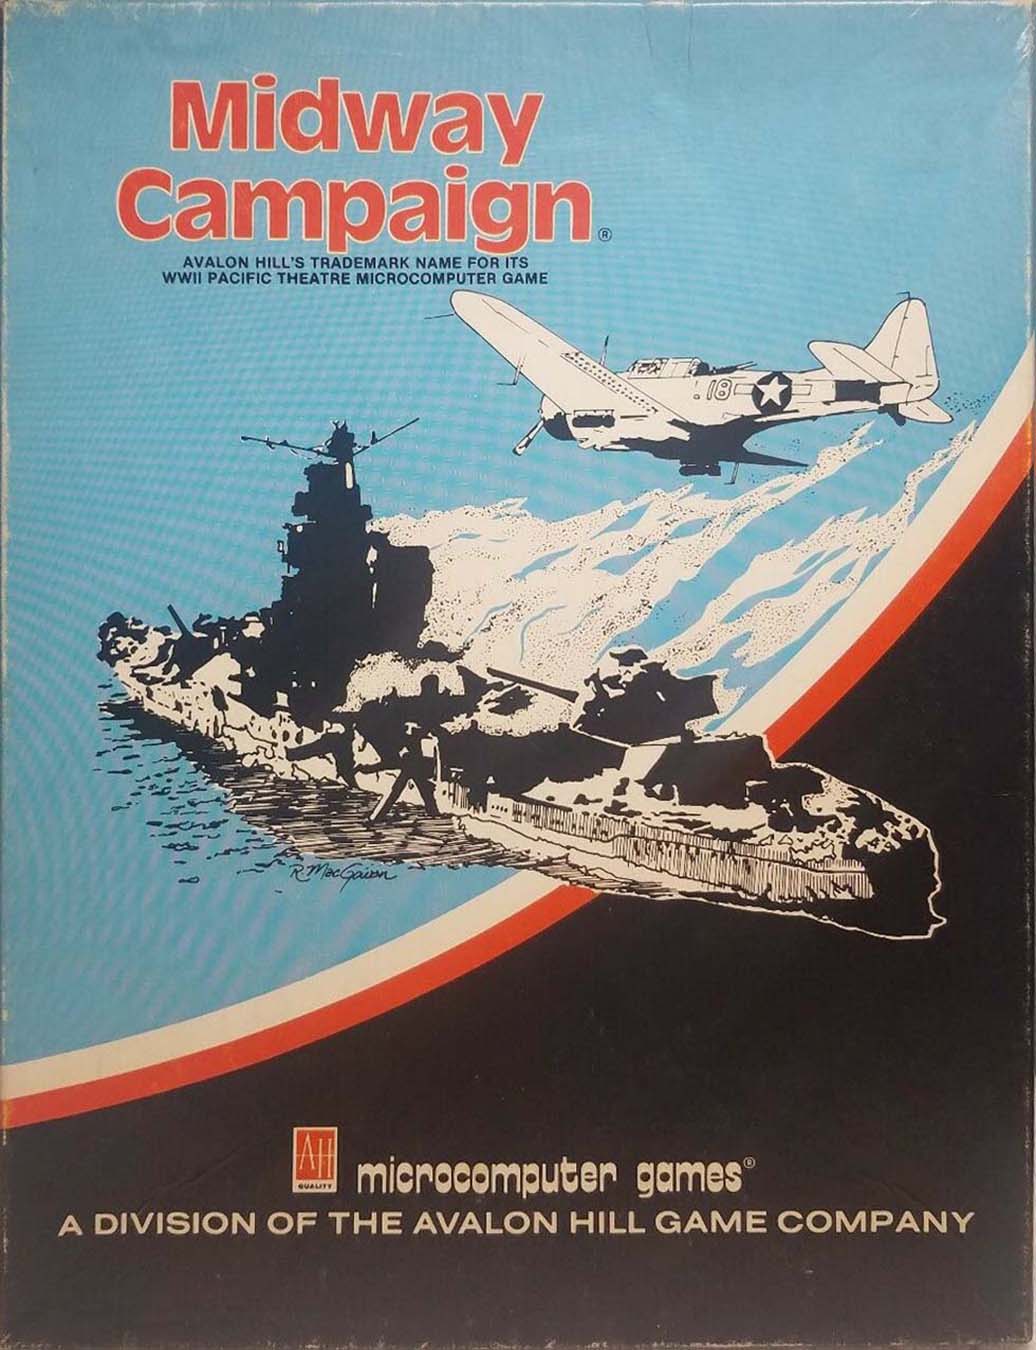 Midway
Campaign®
AVALON HILL'S TRADEMARK NAME FOR ITS
WWII PACIFIC THEATRE MICROCOMPUTER GAME
18
AH
QUALITY
microcomputer games®
A DIVISION OF THE AVALON HILL GAME COMPANY